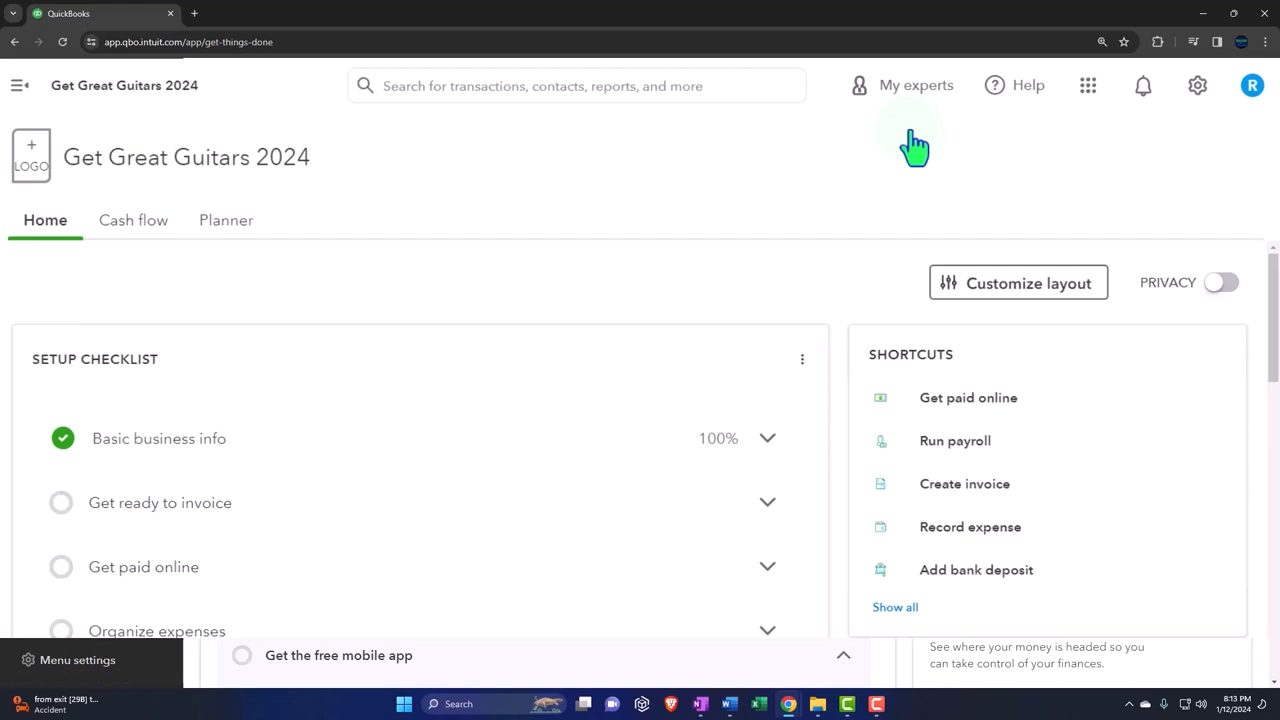 QuickBooks
app.qbo.intuit.com/app/get-things-done
Get Great Guitars 2024
Search for transactions, contacts, reports, and more
My experts
Help
R
+
LOGO
Get Great Guitars 2024
Home
Cash flow
Planner
Customize layout
PRIVACY
SETUP CHECKLIST
Basic business info
100%
Get ready to invoice
Get paid online
Organize expenses
SHORTCUTS
Get paid online
Run payroll
Create invoice
Record expense
Add bank deposit
Show all
Menu settings
Get the free mobile app
See where your money is headed so you
can take control of your finances.
from exit [29B] t...
Accident
Search
8:13 PM
1/12/2024